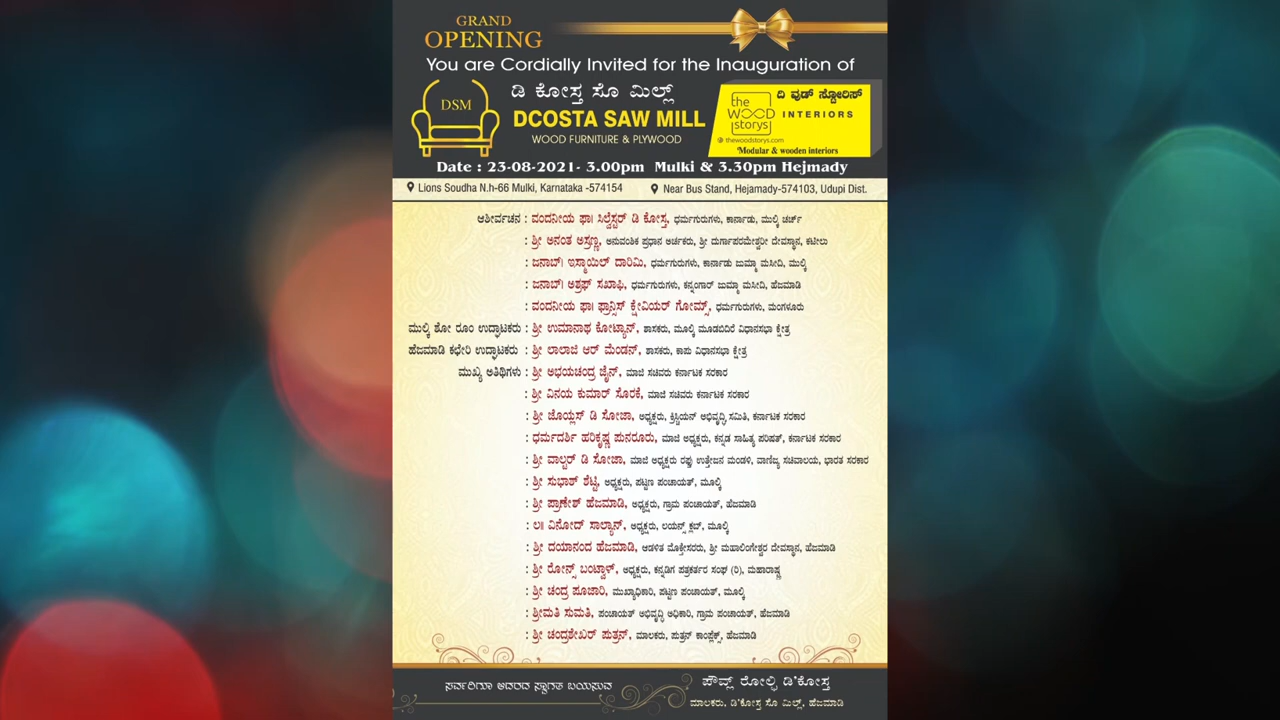 GRAND
OPENING
You are Cordially Invited for the Inauguration of
DSM
ಡಿ ಕೋಸ್ತ ಸೊ ಮಿಲ್ಲ್
DCOSTA SAW MILL
WOOD FURNITURE & PLYWOOD
the
WOOD
storys
thewoodstorys.com
ದಿ ವುಡ್ ಸ್ಟೋರಿಸ್
INTERIORS
Modular & wooden interiors
Date : 23-08-2021- 3.00pm Mulki & 3.30pm Hejmady
Lions Soudha N.h-66 Mulki, Karnataka -574154
Near Bus Stand, Hejamady-574103, Udupi Dist.
ಆಶೀರ್ವಚನ : ವಂದನೀಯ ಫಾ| ಸಿಲ್ವೆಸ್ಟರ್ ಡಿ ಕೋಸ್ತ, ಧರ್ಮಗುರುಗಳು, ಕಾರ್ನಾಡು, ಮುಲ್ಕಿ ಚರ್ಚ್
: ಶ್ರೀ ಅನಂತ ಅಸ್ರಣ್ಣ, ಅನುವಂಶಿಕ ಪ್ರಧಾನ ಅರ್ಚಕರು, ಶ್ರೀ ದುರ್ಗಾಪರಮೇಶ್ವರೀ ದೇವಸ್ಥಾನ, ಕಟೀಲು
: ಜನಾಬ್| ಇಸ್ಮಾಯಿಲ್ ದಾರಿಮಿ, ಧರ್ಮಗುರುಗಳು, ಕಾರ್ನಾಡು ಜುಮ್ಮಾ ಮಸೀದಿ, ಮುಲ್ಕಿ
: ಜನಾಬ್| ಅಶ್ರಫ್ ಸಖಾಫಿ, ಧರ್ಮಗುರುಗಳು, ಕನ್ನಂಗಾರ್ ಜುಮ್ಮಾ ಮಸೀದಿ, ಹೆಜಮಾಡಿ
: ವಂದನೀಯ ಫಾ| ಫ್ರಾನ್ಸಿಸ್ ಕ್ಷೇವಿಯರ್ ಗೋಮ್ಸ್, ಧರ್ಮಗುರುಗಳು, ಮಂಗಳೂರು
ಮುಲ್ಕಿ ಶೋ ರೂಂ ಉದ್ಘಾಟಕರು : ಶ್ರೀ ಉಮಾನಾಥ ಕೋಟ್ಯಾನ್, ಶಾಸಕರು, ಮೂಲ್ಕಿ ಮೂಡಬಿದಿರೆ ವಿಧಾನಸಭಾ ಕ್ಷೇತ್ರ
ಹೆಜಮಾಡಿ ಕಛೇರಿ ಉದ್ಘಾಟಕರು : ಶ್ರೀ ಲಾಲಾಜಿ ಆರ್ ಮೆಂಡನ್, ಶಾಸಕರು, ಕಾಪು ವಿಧಾನಸಭಾ ಕ್ಷೇತ್ರ
ಮುಖ್ಯ ಅತಿಥಿಗಳು : ಶ್ರೀ ಅಭಯಚಂದ್ರ ಜೈನ್, ಮಾಜಿ ಸಚಿವರು ಕರ್ನಾಟಕ ಸರಕಾರ
: ಶ್ರೀ ವಿನಯ ಕುಮಾರ್ ಸೊರಕೆ, ಮಾಜಿ ಸಚಿವರು ಕರ್ನಾಟಕ ಸರಕಾರ
: ಶ್ರೀ ಜೊಯ್ಲಸ್ ಡಿ ಸೋಜಾ, ಅಧ್ಯಕ್ಷರು, ಕ್ರಿಸ್ಚಿಯನ್ ಅಭಿವೃದ್ಧಿ ಸಮಿತಿ, ಕರ್ನಾಟಕ ಸರಕಾರ
: ಧರ್ಮದರ್ಶಿ ಹರಿಕೃಷ್ಣ ಪುನರೂರು, ಮಾಜಿ ಅಧ್ಯಕ್ಷರು, ಕನ್ನಡ ಸಾಹಿತ್ಯ ಪರಿಷತ್, ಕರ್ನಾಟಕ ಸರಕಾರ
: ಶ್ರೀ ವಾಲ್ಟರ್ ಡಿ ಸೋಜಾ, ಮಾಜಿ ಅಧ್ಯಕ್ಷರು ರಫ್ತು ಉತ್ತೇಜನ ಮಂಡಳಿ, ವಾಣಿಜ್ಯ ಸಚಿವಾಲಯ, ಭಾರತ ಸರಕಾರ
: ಶ್ರೀ ಸುಭಾಶ್ ಶೆಟ್ಟಿ, ಅಧ್ಯಕ್ಷರು, ಪಟ್ಟಣ ಪಂಚಾಯತ್, ಮೂಲ್ಕಿ
: ಶ್ರೀ ಪ್ರಾಣೇಶ್ ಹೆಜಮಾಡಿ, ಅಧ್ಯಕ್ಷರು, ಗ್ರಾಮ ಪಂಚಾಯತ್, ಹೆಜಮಾಡಿ
: ಲ|| ವಿನೋದ್ ಸಾಲ್ಯಾನ್, ಅಧ್ಯಕ್ಷರು, ಲಯನ್ಸ್ ಕ್ಲಬ್, ಮೂಲ್ಕಿ
: ಶ್ರೀ ದಯಾನಂದ ಹೆಜಮಾಡಿ, ಆಡಳಿತ ಮೊಕ್ತೇಸರರು, ಶ್ರೀ ಮಹಾಲಿಂಗೇಶ್ವರ ದೇವಸ್ಥಾನ, ಹೆಜಮಾಡಿ
: ಶ್ರೀ ರೋನ್ಸ್ ಬಂಟ್ವಾಳ್, ಅಧ್ಯಕ್ಷರು, ಕನ್ನಡಿಗ ಪತ್ರಕರ್ತರ ಸಂಘ (ರಿ), ಮಹಾರಾಷ್ಟ್ರ
: ಶ್ರೀ ಚಂದ್ರ ಪೂಜಾರಿ, ಮುಖ್ಯಾಧಿಕಾರಿ, ಪಟ್ಟಣ ಪಂಚಾಯತ್, ಮೂಲ್ಕಿ
: ಶ್ರೀಮತಿ ಸುಮತಿ, ಪಂಚಾಯತ್ ಅಭಿವೃದ್ಧಿ ಅಧಿಕಾರಿ, ಗ್ರಾಮ ಪಂಚಾಯತ್, ಹೆಜಮಾಡಿ
: ಶ್ರೀ ಚಂದ್ರಶೇಖರ್ ಪುತ್ರನ್, ಮಾಲಕರು, ಪುತ್ರನ್ ಕಾಂಪ್ಲೆಕ್ಸ್, ಹೆಜಮಾಡಿ
ಸರ್ವರಿಗೂ ಆದರದ ಸ್ವಾಗತ ಬಯಸುವ
ಪೌವ್ಲ್ ರೋಲ್ಫಿ ಡಿ'ಕೋಸ್ತ
ಮಾಲಕರು, ಡಿ'ಕೋಸ್ತ ಸೊ ಮಿಲ್ಲ್, ಹೆಜಮಾಡಿ